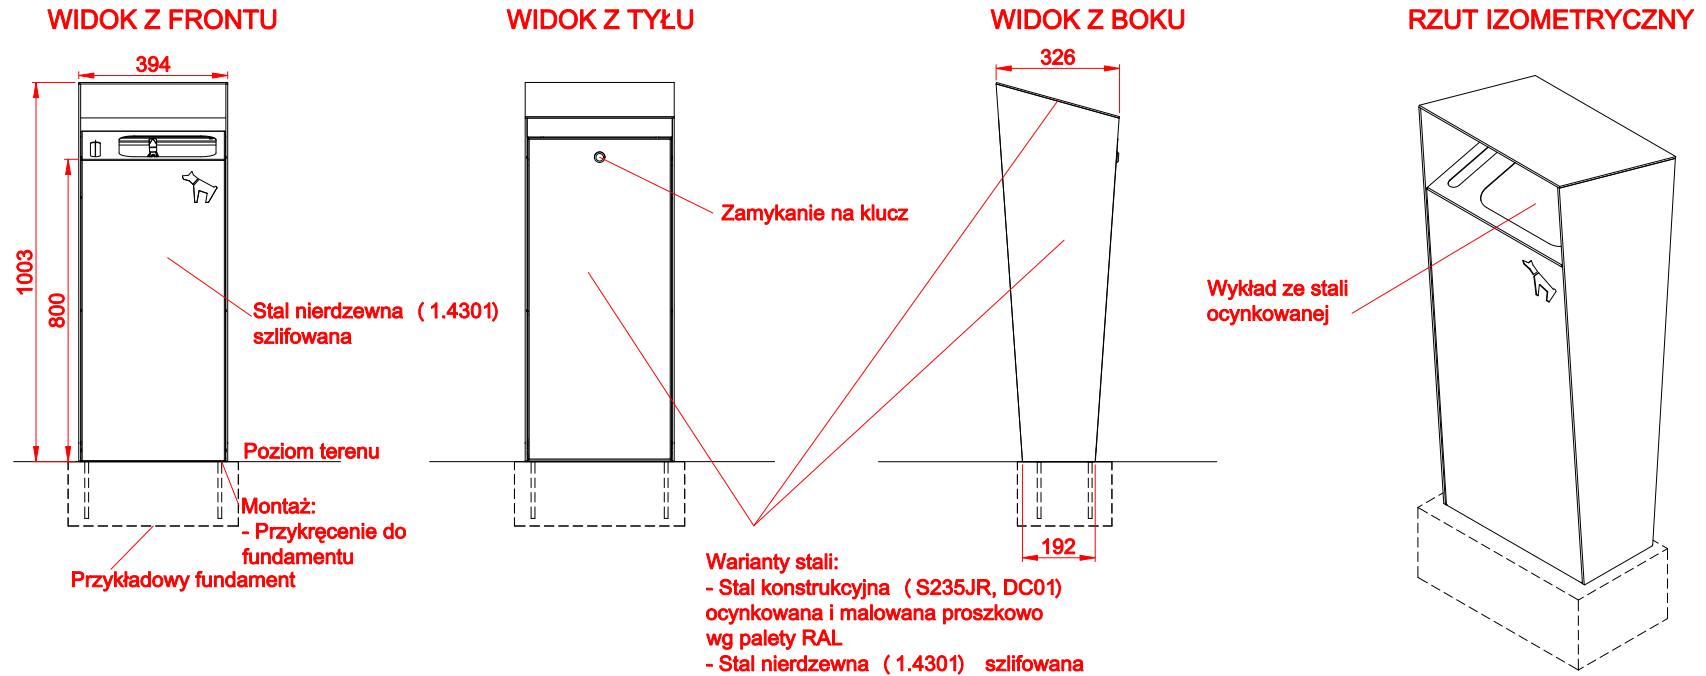 WIDOK Z FRONTU
WIDOK Z TYŁU
WIDOK Z BOKU
RZUT IZOMETRYCZNY
394
326
1003
800
Zamykanie na klucz
Stal nierdzewna ( 1.4301)
szlifowana
Wykład ze stali
ocynkowanej
Poziom terenu
Montaż:
- Przykręcenie do
fundamentu
Przykładowy fundament
192
Warianty stali:
- Stal konstrukcyjna ( S235JR, DC01)
ocynkowana i malowana proszkowo
wg palety RAL
- Stal nierdzewna ( 1.4301) szlifowana